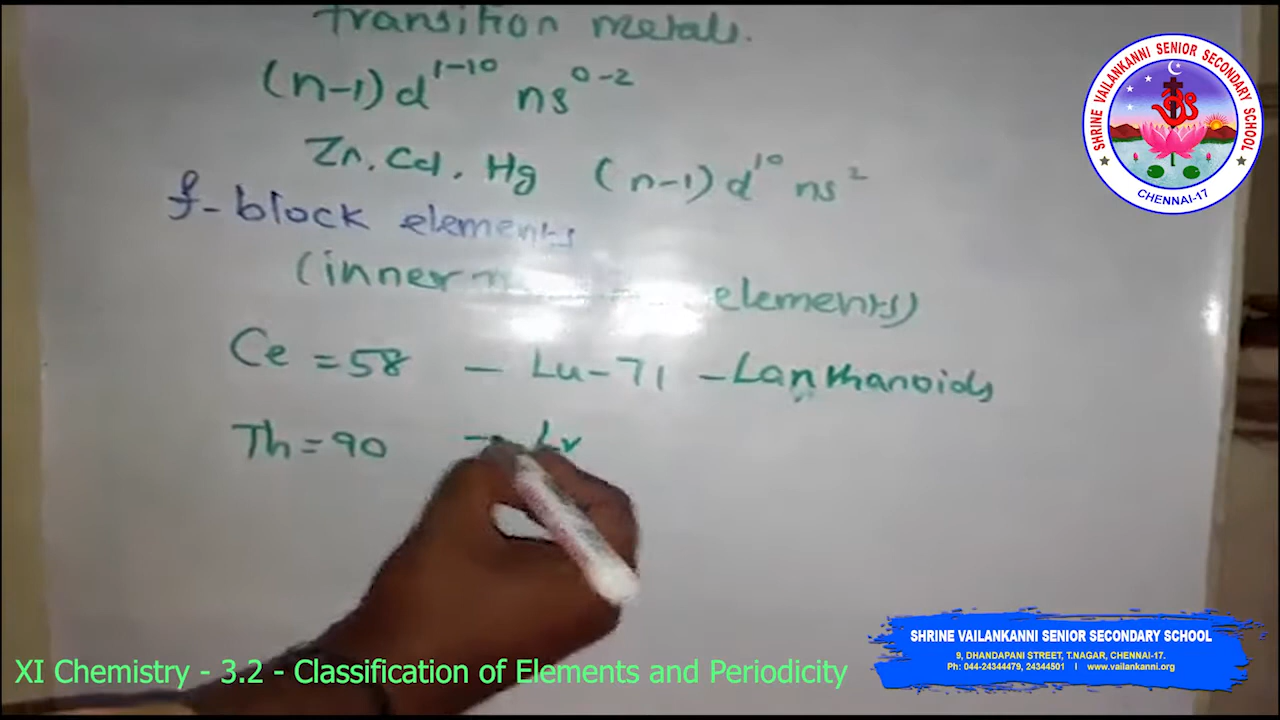 transition metals.
(n-1)d¹⁻¹⁰ ns⁰⁻²
Zn, Cd, Hg (n-1)d¹⁰ ns²
f-block elements
(inner elements)
Ce = 58 – Lu-71 – Lanthanoids
Th = 90 – Lr
SHRINE VAILANKANNI SENIOR SECONDARY SCHOOL
CHENNAI-17
SHRINE VAILANKANNI SENIOR SECONDARY SCHOOL
9, DHANDAPANI STREET, T.NAGAR, CHENNAI-17.
Ph: 044-24344479, 24344501 I www.vailankanni.org
XI Chemistry - 3.2 - Classification of Elements and Periodicity